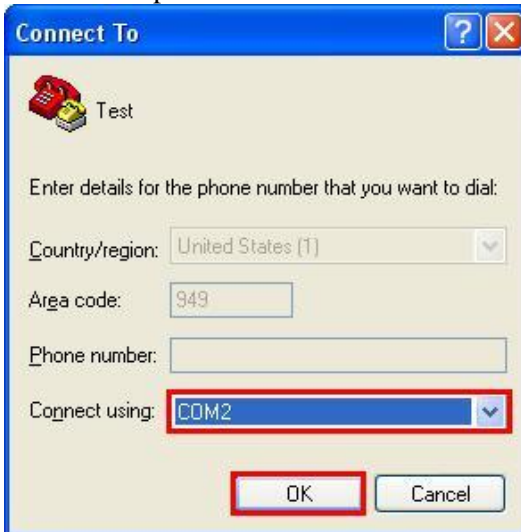 Connect To
Test
Enter details for the phone number that you want to dial:
Country/region: United States (1)
Area code: 949
Phone number:
Connect using: COM2
OK Cancel